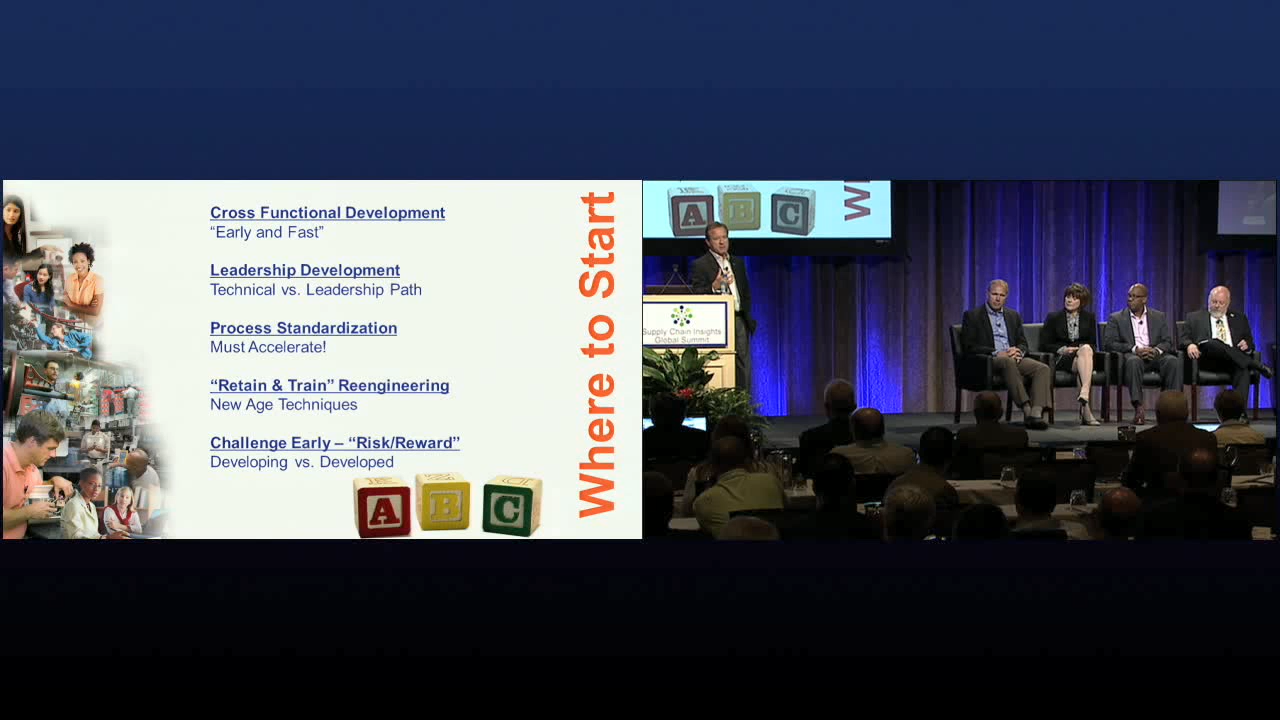 Cross Functional Development
“Early and Fast”
Leadership Development
Technical vs. Leadership Path
Process Standardization
Must Accelerate!
“Retain & Train” Reengineering
New Age Techniques
Challenge Early – “Risk/Reward”
Developing vs. Developed
A B C
Where to Start
A B C
Wh
Supply Chain Insights
Global Summit